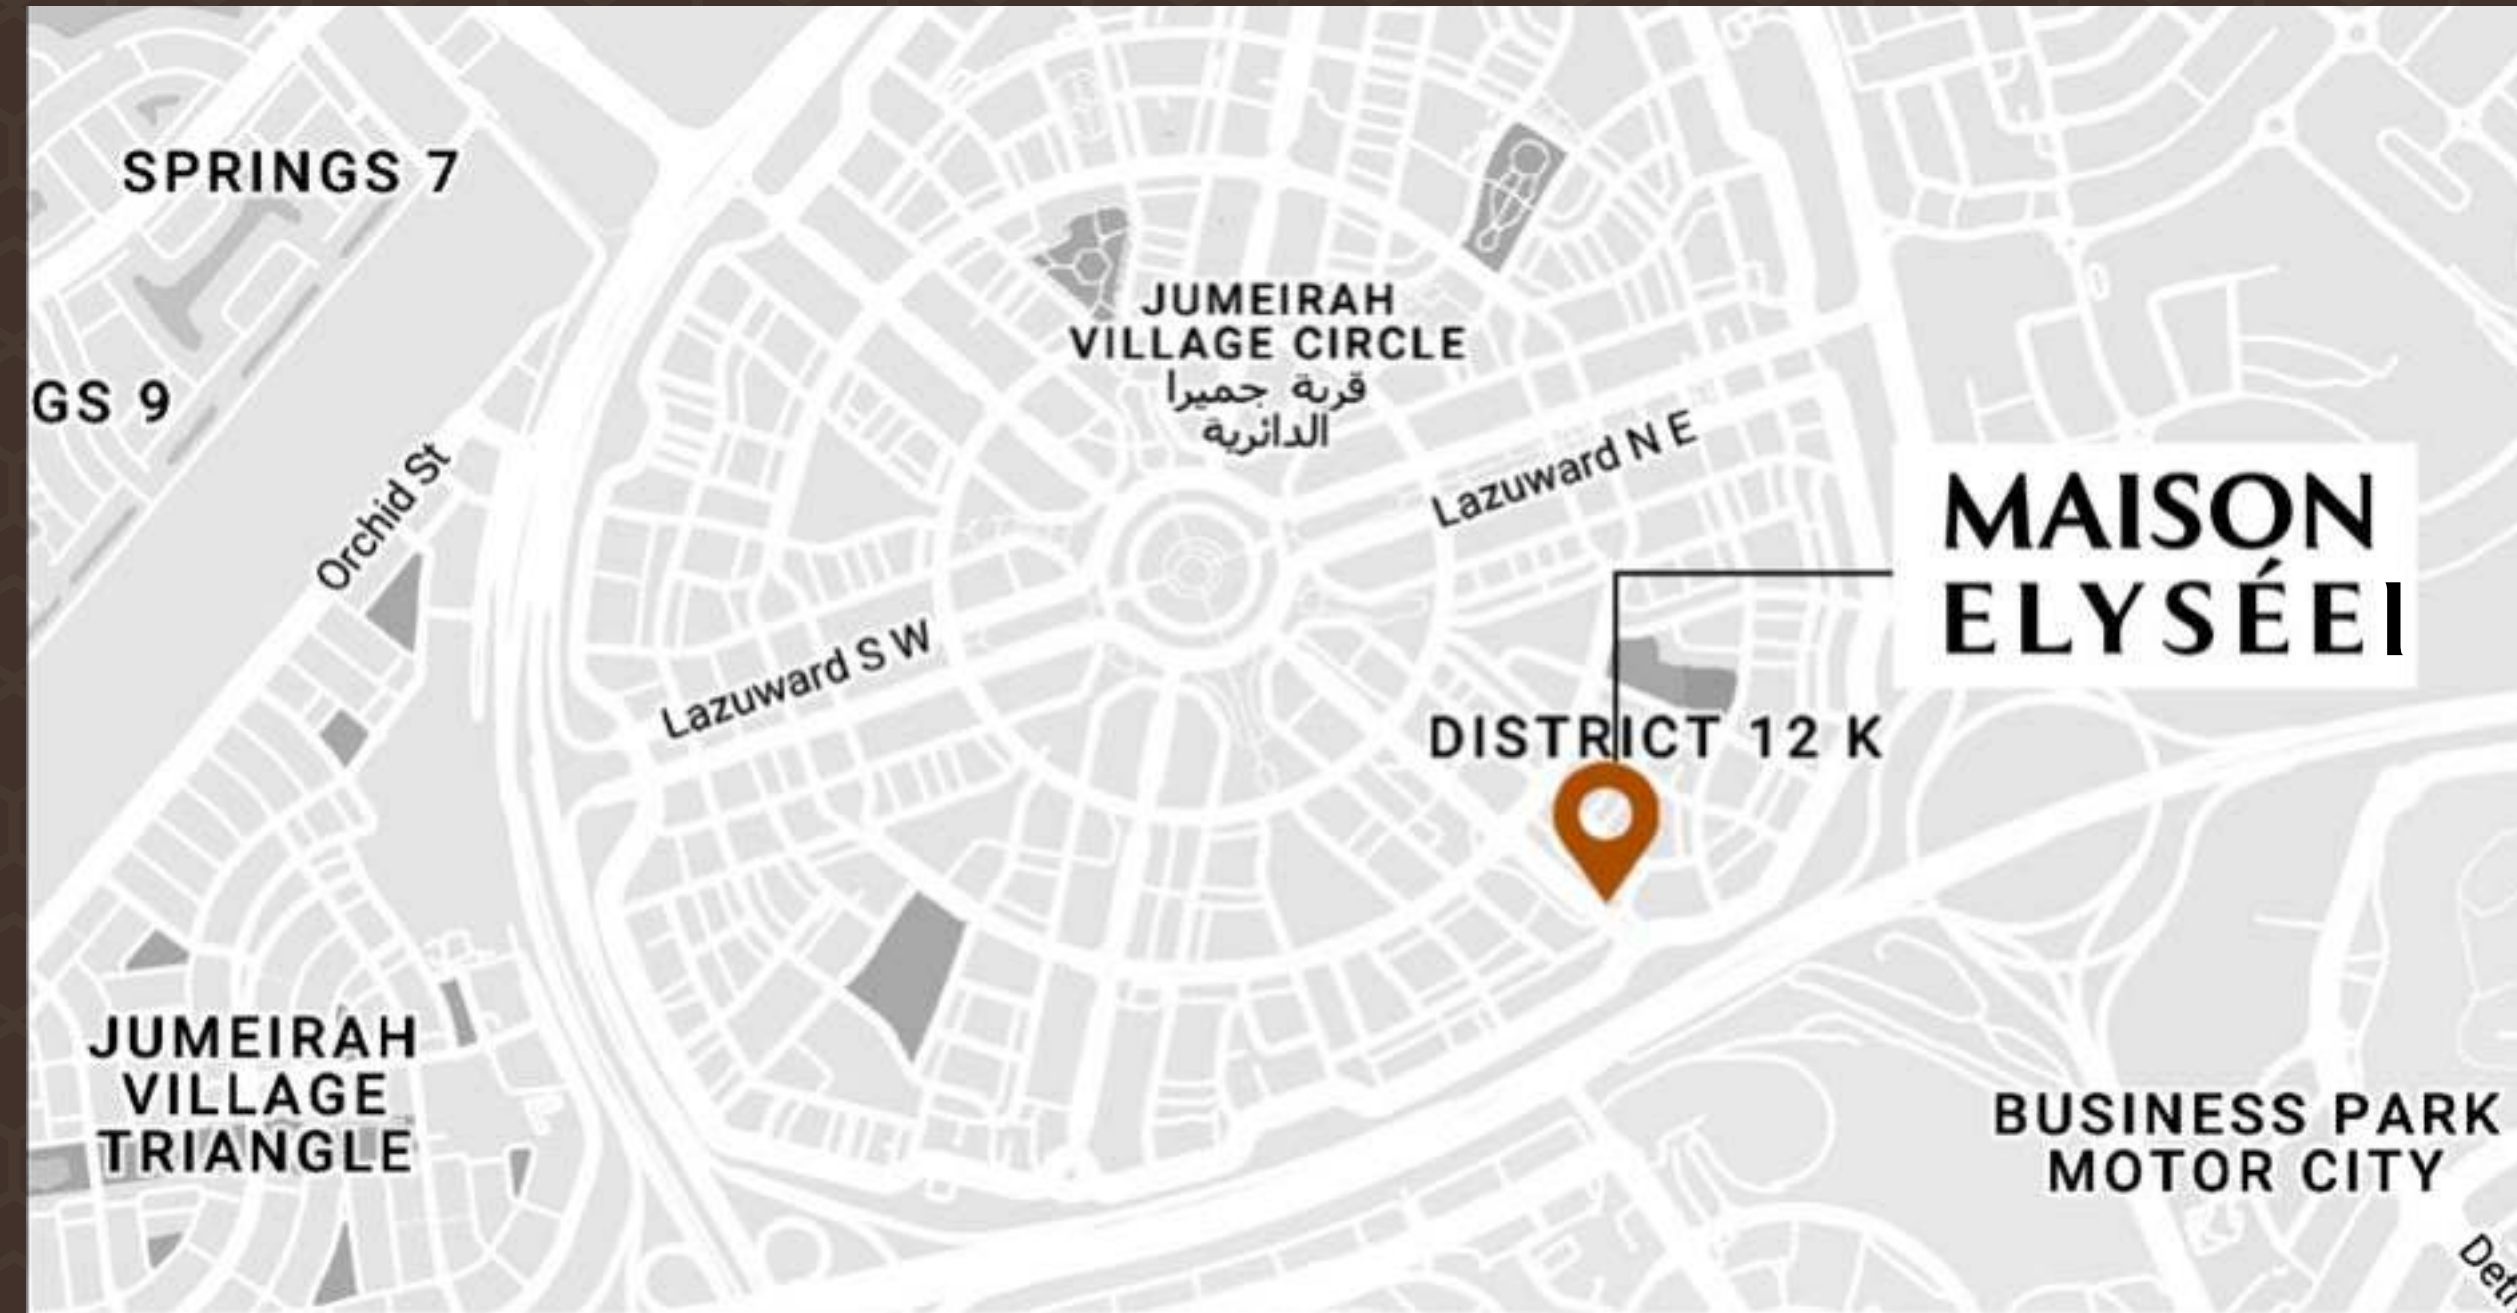 SPRINGS 7
GS 9
Orchid St
JUMEIRAH
VILLAGE CIRCLE
قرية جميرا
الدائرية
Lazuward N E
Lazuward S W
MAISON
ELYSÉE I
DISTRICT 12 K
JUMEIRAH
VILLAGE
TRIANGLE
BUSINESS PARK
MOTOR CITY
Det